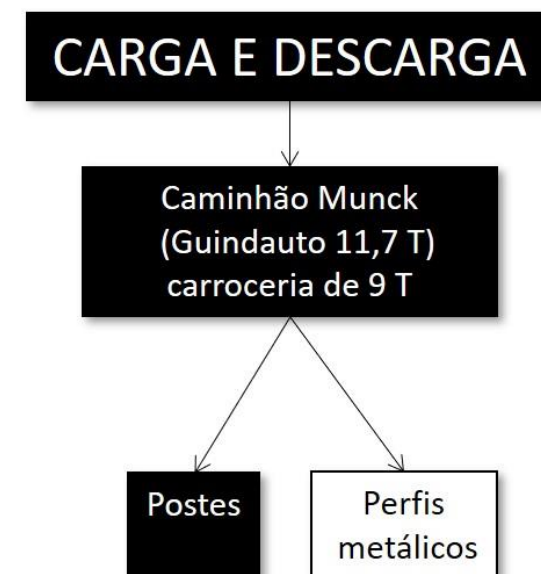 CARGA E DESCARGA
Caminhão Munck
(Guindauto 11,7 T)
carroceria de 9 T
Postes
Perfis
metálicos